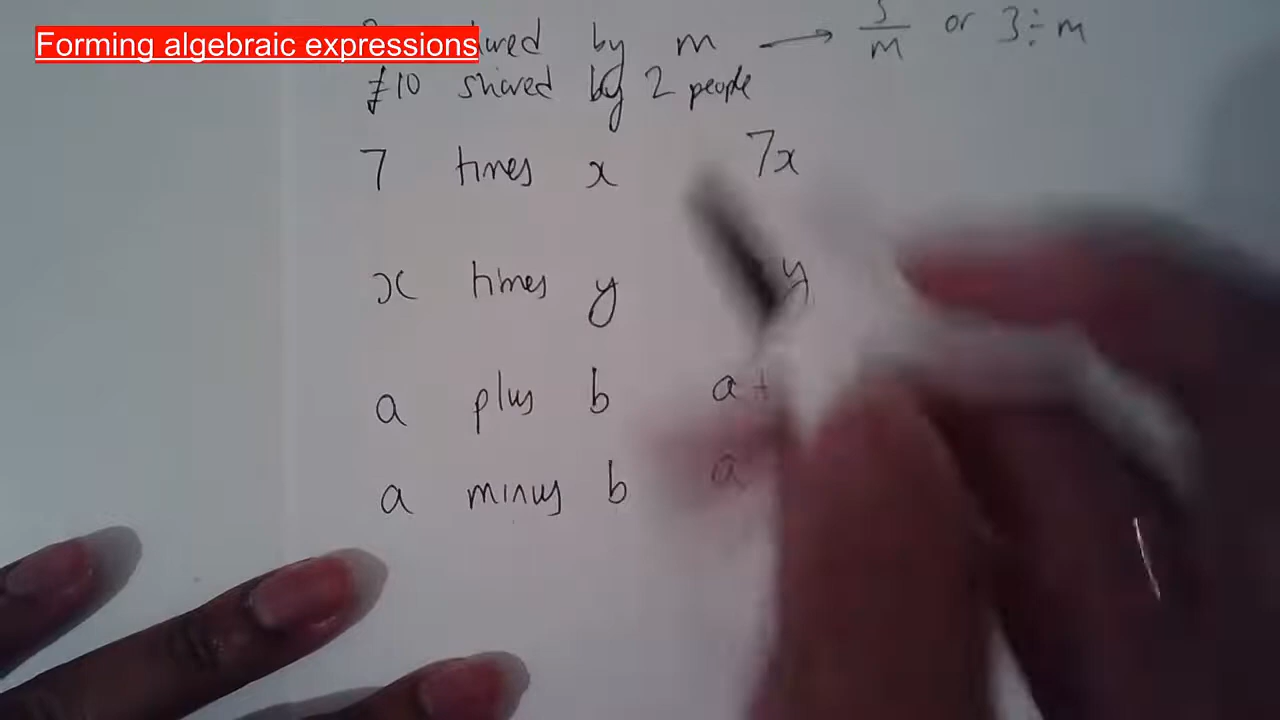 Forming algebraic expressions
by m → 3/m or 3 ÷ m
£10 shared by 2 people
7 times x 7x
x times y y
a plus b a +
a minus b a